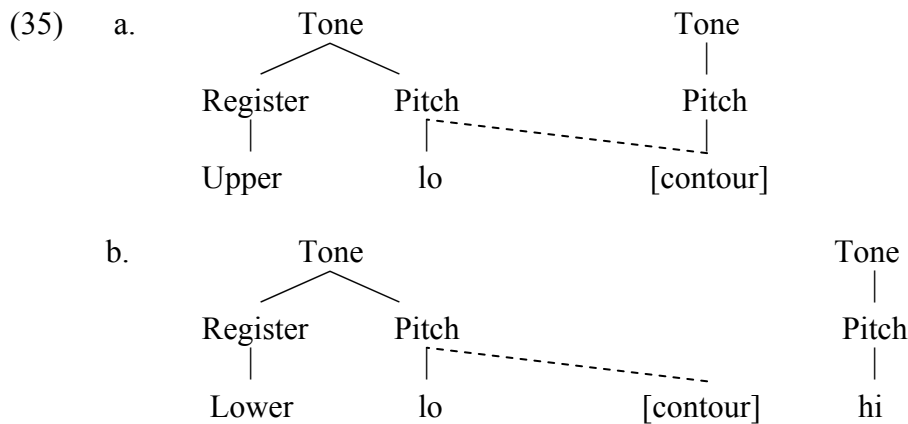 (35) a. Tone Tone
Register Pitch Pitch
Upper lo [contour]
b. Tone Tone
Register Pitch Pitch
Lower lo [contour] hi